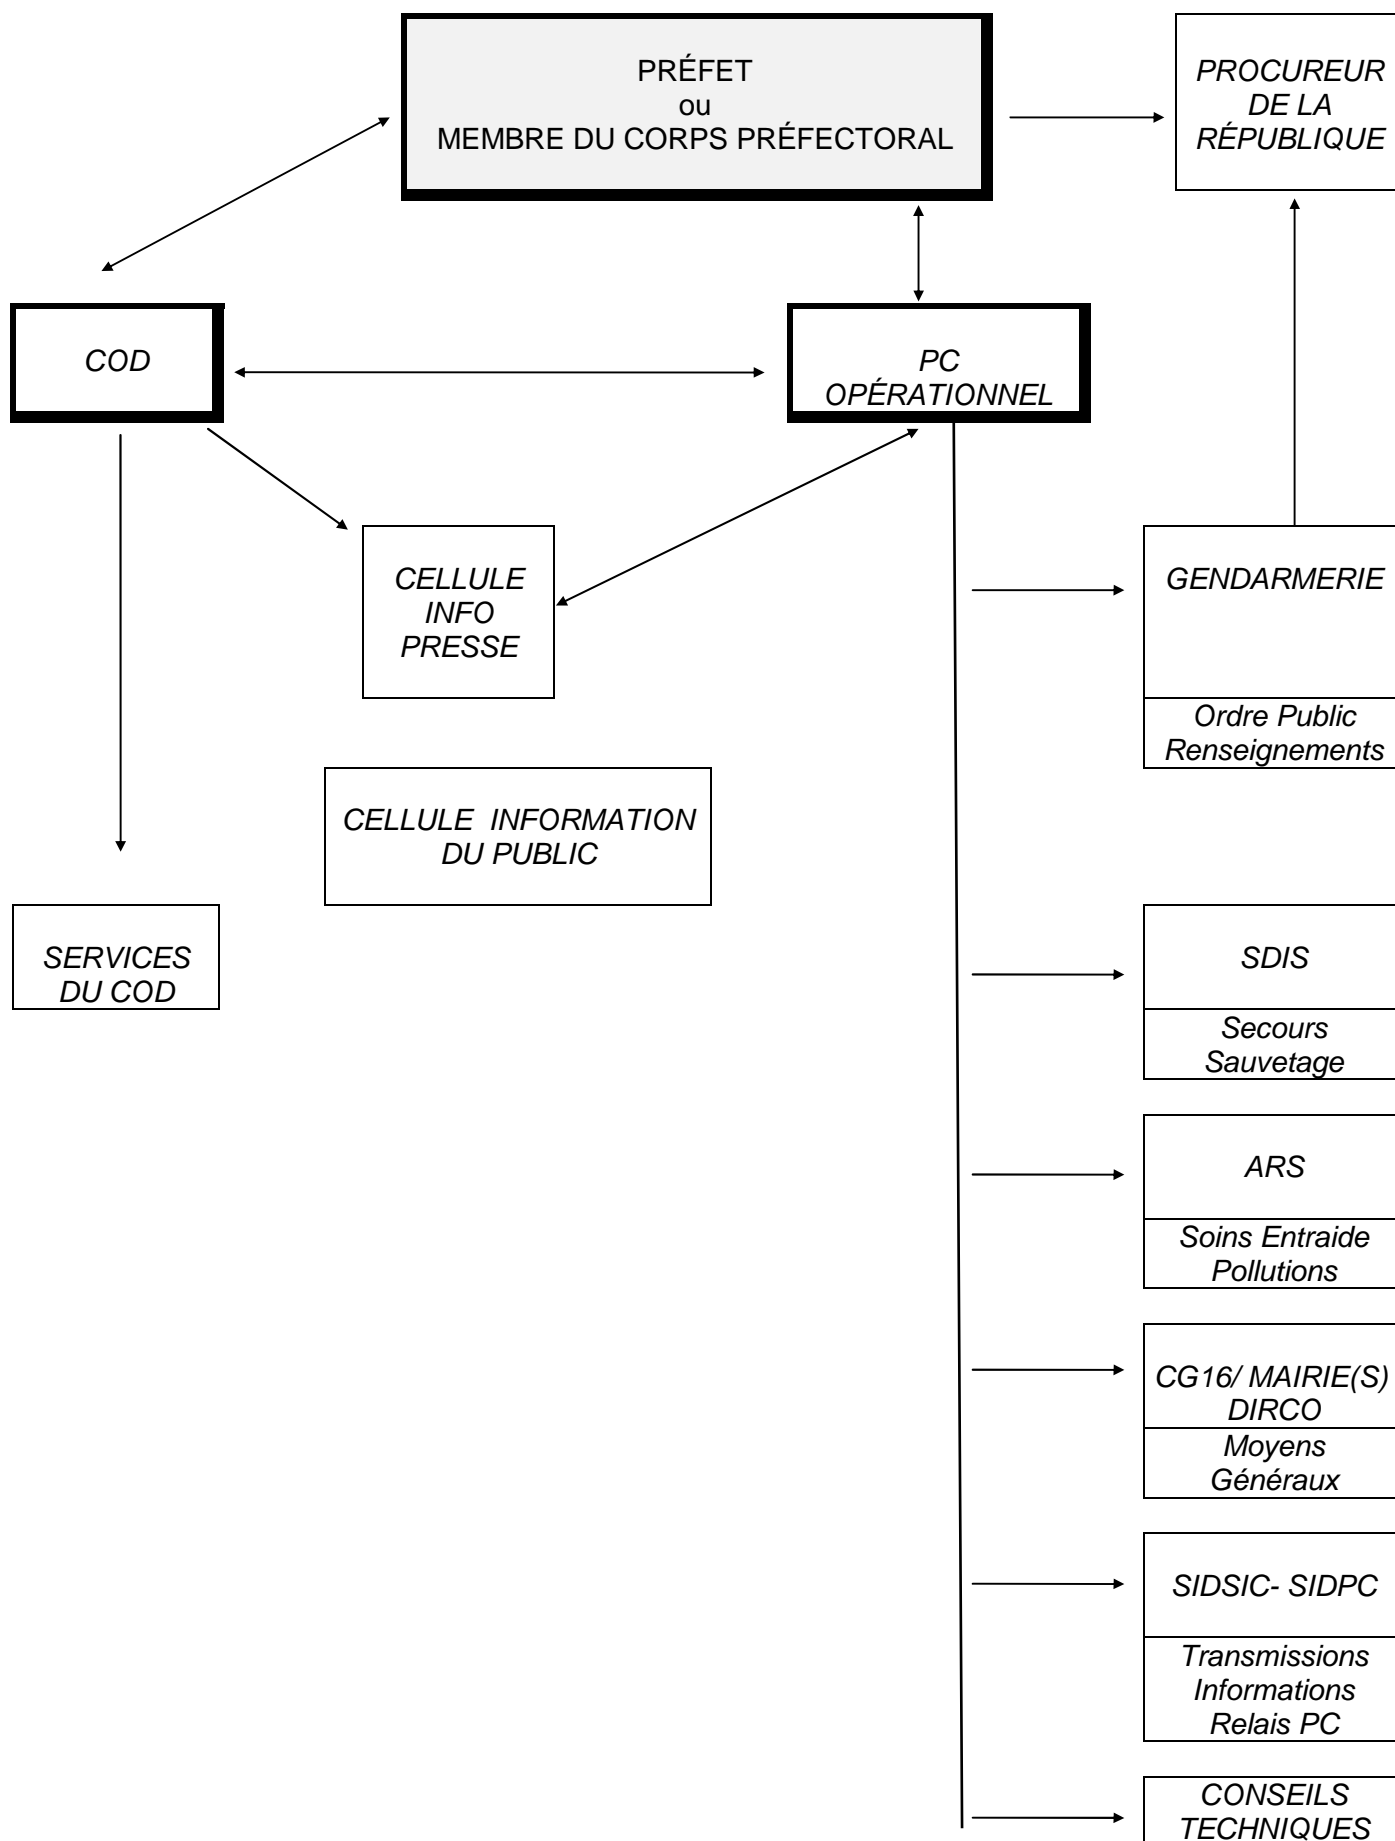 PRÉFET
ou
MEMBRE DU CORPS PRÉFECTORAL
PROCUREUR
DE LA
RÉPUBLIQUE
COD
PC
OPÉRATIONNEL
CELLULE
INFO
PRESSE
GENDARMERIE
Ordre Public
Renseignements
CELLULE INFORMATION
DU PUBLIC
SERVICES
DU COD
SDIS
Secours
Sauvetage
ARS
Soins Entraide
Pollutions
CG16/ MAIRIE(S)
DIRCO
Moyens
Généraux
SIDSIC- SIDPC
Transmissions
Informations
Relais PC
CONSEILS
TECHNIQUES